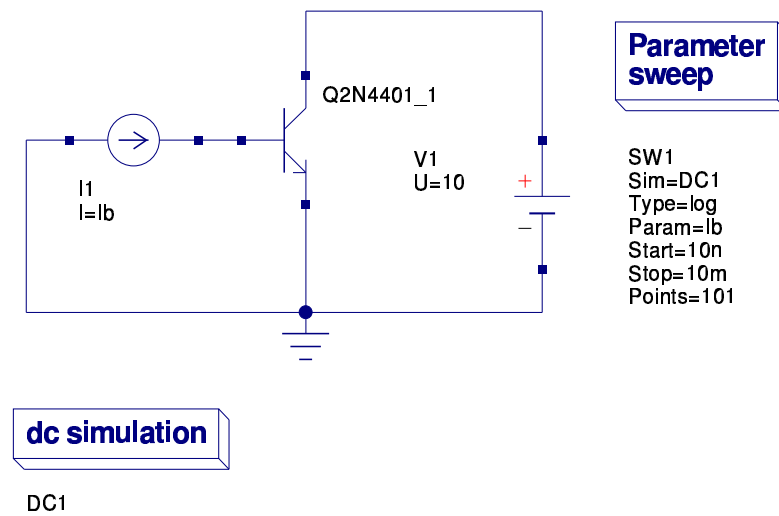 Q2N4401_1
I1
I=Ib
V1
U=10
+
–
Parameter
sweep
SW1
Sim=DC1
Type=log
Param=Ib
Start=10n
Stop=10m
Points=101
dc simulation
DC1